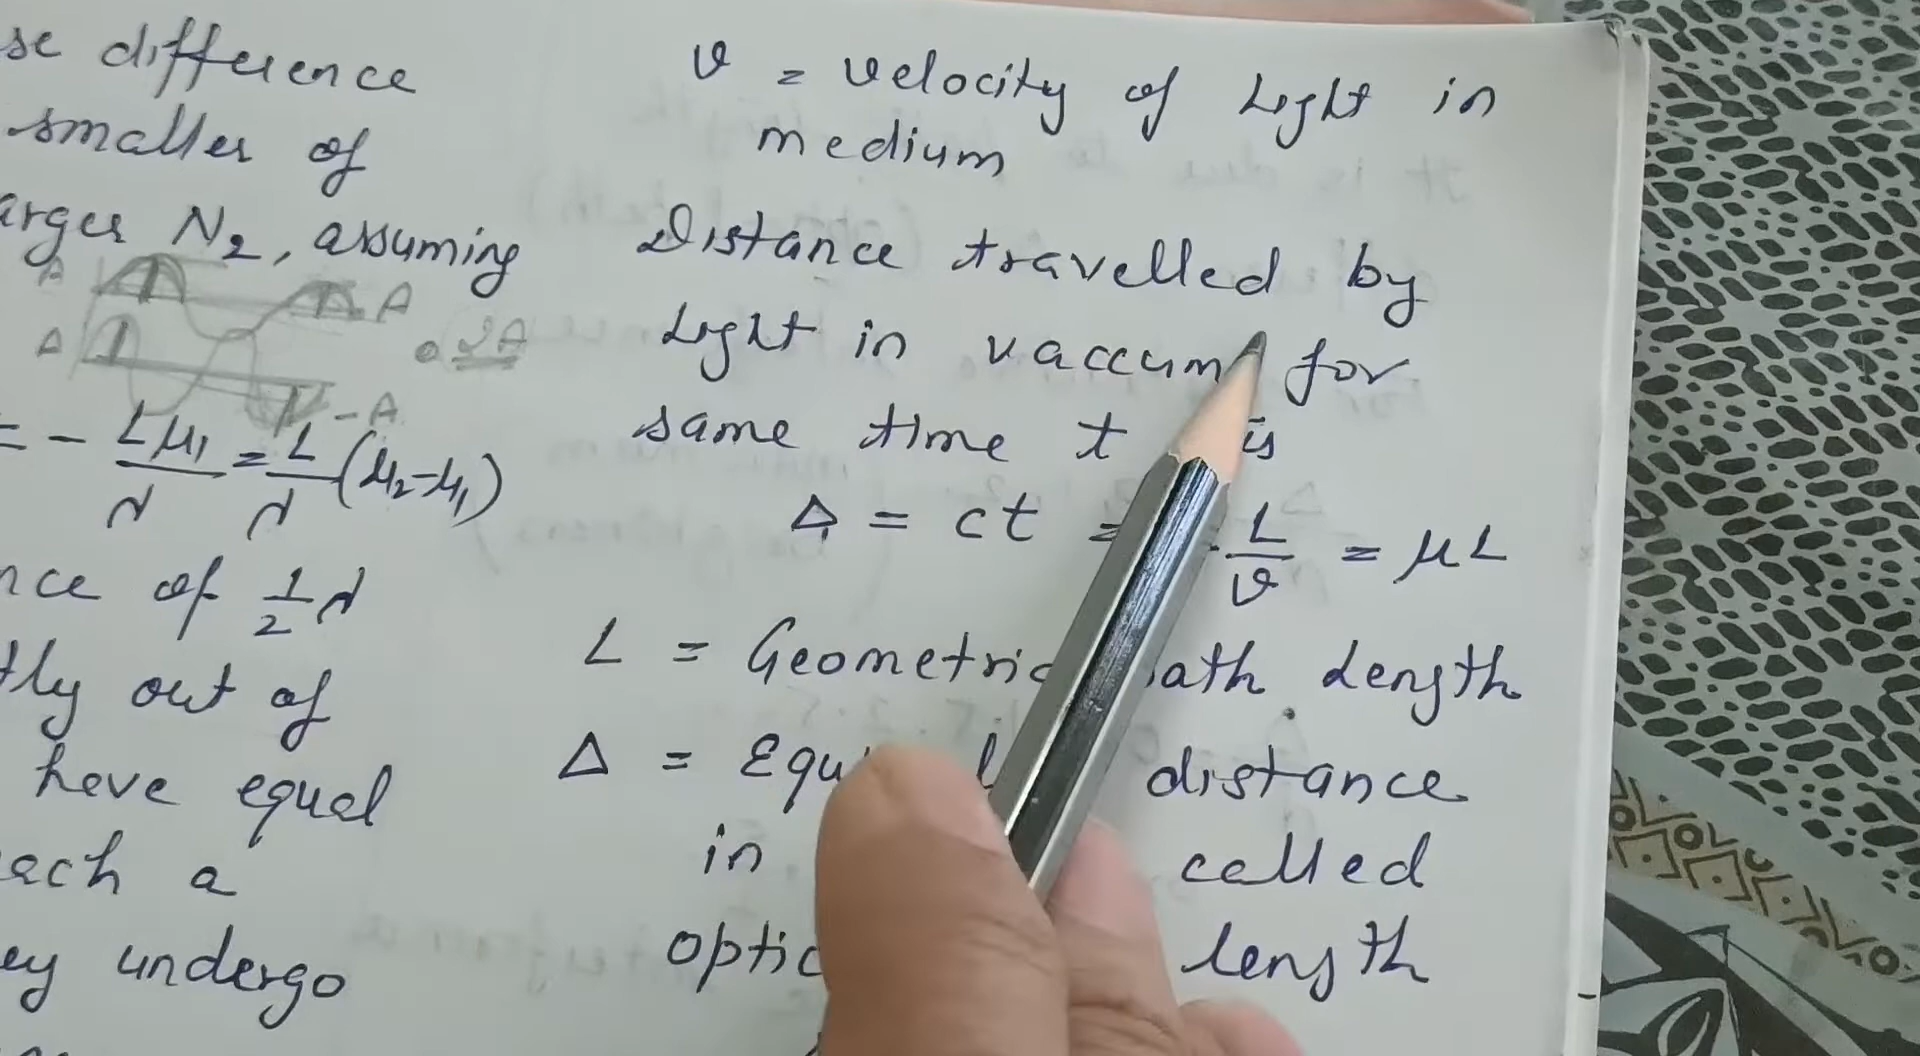 se difference
smaller of
arger N2, assuming
A A
A 2A
-A
= - Lμ1/λ = L/λ (μ2-μ1)
nce of 1/2 λ
tly out of
heve equal
ach a
ey undergo
v = velocity of Light in
medium
Distance travelled by
Light in vaccum for
same time t is
Δ = ct = L/v = μL
L = Geometric ath Length
Δ = Equ distance
in called
optic length